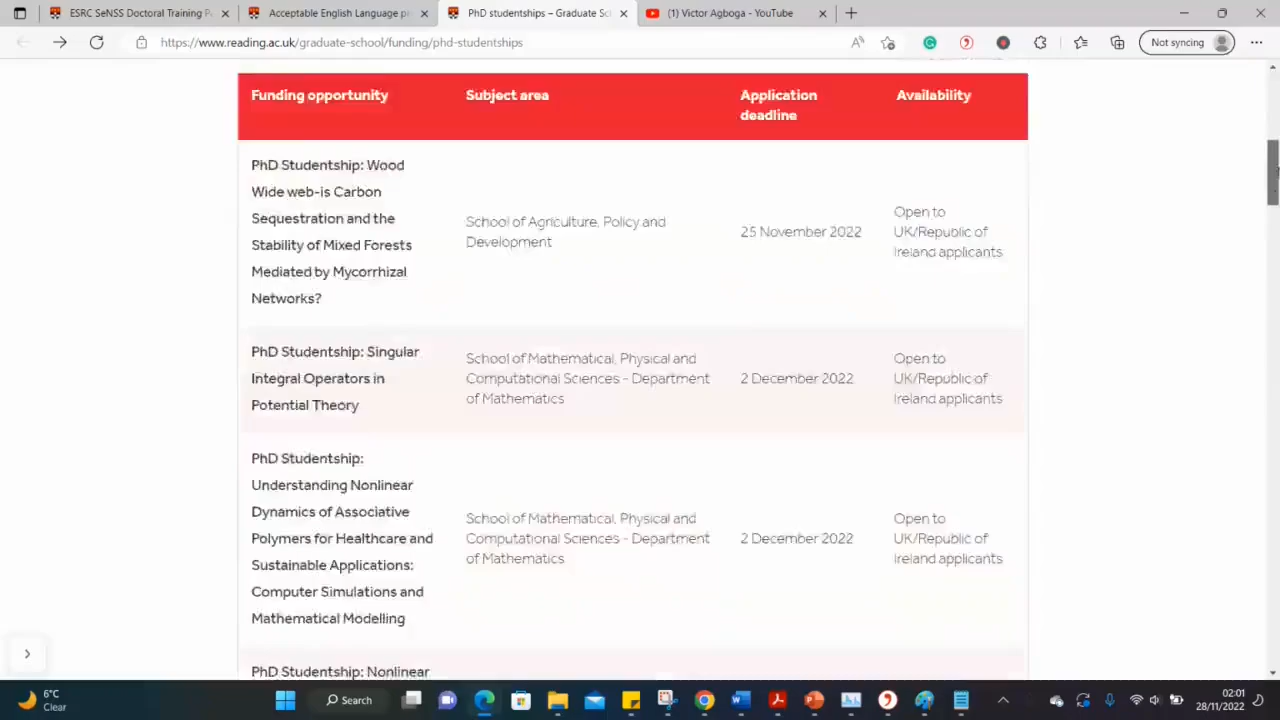 ESRC SeNSS Doctoral Training P
Acceptable English Language p
PhD studentships – Graduate Sc
(1) Victor Agboga - YouTube
https://www.reading.ac.uk/graduate-school/funding/phd-studentships
Not syncing
Funding opportunity
Subject area
Application
deadline
Availability
PhD Studentship: Wood
Wide web-is Carbon
Sequestration and the
Stability of Mixed Forests
Mediated by Mycorrhizal
Networks?
School of Agriculture, Policy and
Development
25 November 2022
Open to
UK/Republic of
Ireland applicants
PhD Studentship: Singular
Integral Operators in
Potential Theory
School of Mathematical, Physical and
Computational Sciences - Department
of Mathematics
2 December 2022
Open to
UK/Republic of
Ireland applicants
PhD Studentship:
Understanding Nonlinear
Dynamics of Associative
Polymers for Healthcare and
Sustainable Applications:
Computer Simulations and
Mathematical Modelling
School of Mathematical, Physical and
Computational Sciences - Department
of Mathematics
2 December 2022
Open to
UK/Republic of
Ireland applicants
PhD Studentship: Nonlinear
6°C
Clear
Search
02:01
28/11/2022